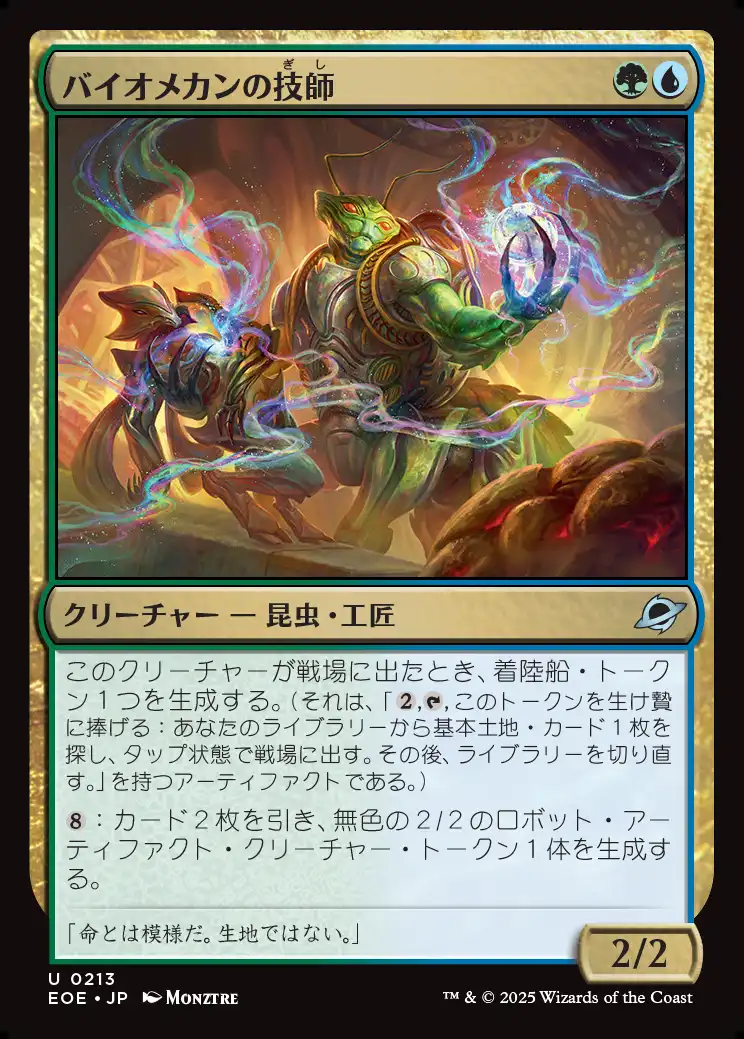 ぎし
バイオメカンの技師
クリーチャー — 昆虫・工匠
このクリーチャーが戦場に出たとき、着陸船・トーク
ン１つを生成する。（それは、「2,T,このトークンを生け贄
に捧げる：あなたのライブラリーから基本土地・カード１枚を
探し、タップ状態で戦場に出す。その後、ライブラリーを切り直
す。」を持つアーティファクトである。）
8：カード２枚を引き、無色の２/２のロボット・アー
ティファクト・クリーチャー・トークン１体を生成す
る。
「命とは模様だ。生地ではない。」
2/2
U 0213
EOE • JP MONZTRE
™ & © 2025 Wizards of the Coast